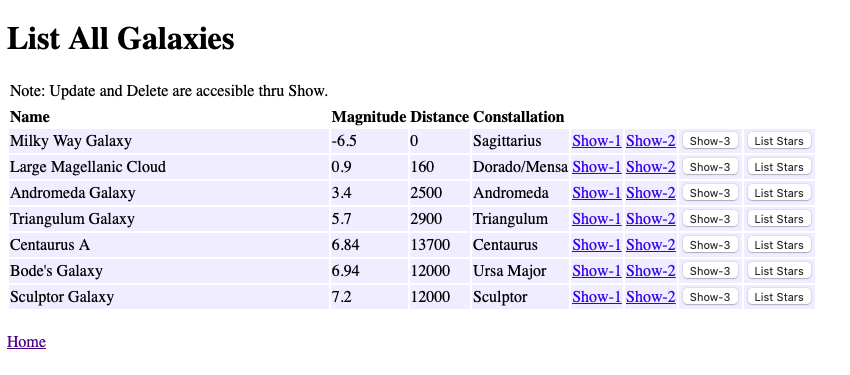 List All Galaxies
Note: Update and Delete are accesible thru Show.
Name Magnitude Distance Constallation
Milky Way Galaxy -6.5 0 Sagittarius Show-1 Show-2 Show-3 List Stars
Large Magellanic Cloud 0.9 160 Dorado/Mensa Show-1 Show-2 Show-3 List Stars
Andromeda Galaxy 3.4 2500 Andromeda Show-1 Show-2 Show-3 List Stars
Triangulum Galaxy 5.7 2900 Triangulum Show-1 Show-2 Show-3 List Stars
Centaurus A 6.84 13700 Centaurus Show-1 Show-2 Show-3 List Stars
Bode's Galaxy 6.94 12000 Ursa Major Show-1 Show-2 Show-3 List Stars
Sculptor Galaxy 7.2 12000 Sculptor Show-1 Show-2 Show-3 List Stars
Home